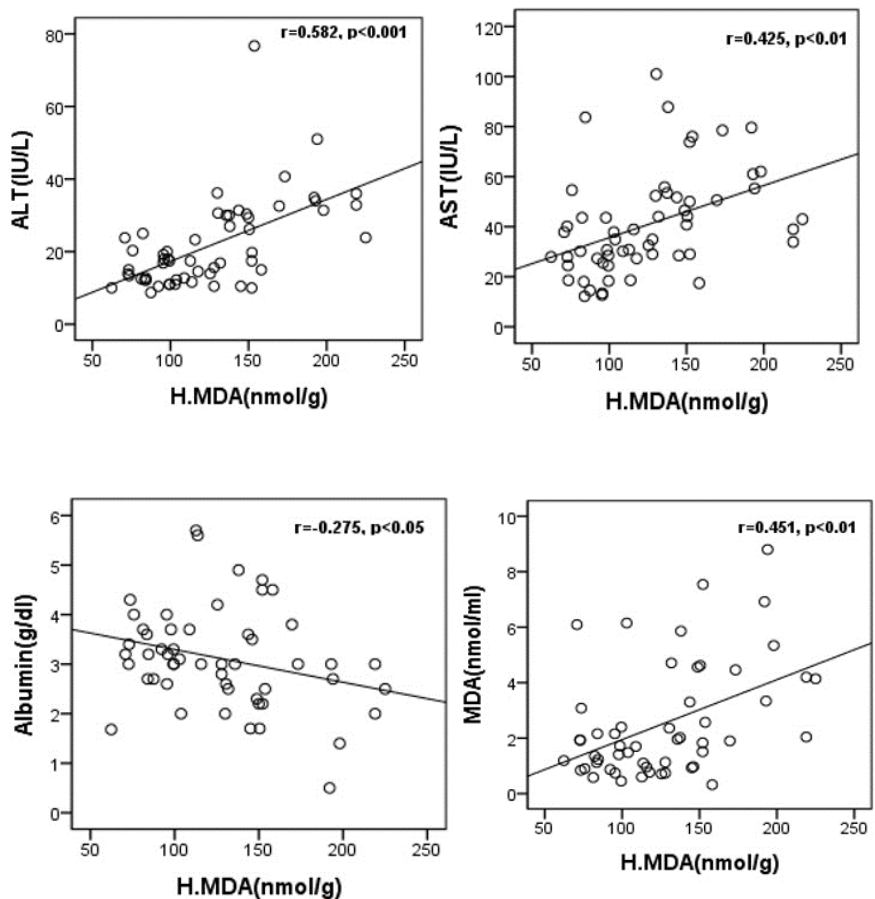 r=0.582, p<0.001
ALT(IU/L)
80
60
40
20
0
50 100 150 200 250
H.MDA(nmol/g)
r=0.425, p<0.01
AST(IU/L)
120
100
80
60
40
20
0
50 100 150 200 250
H.MDA(nmol/g)
r=-0.275, p<0.05
Albumin(g/dl)
6
5
4
3
2
1
0
50 100 150 200 250
H.MDA(nmol/g)
r=0.451, p<0.01
MDA(nmol/ml)
10
8
6
4
2
0
50 100 150 200 250
H.MDA(nmol/g)